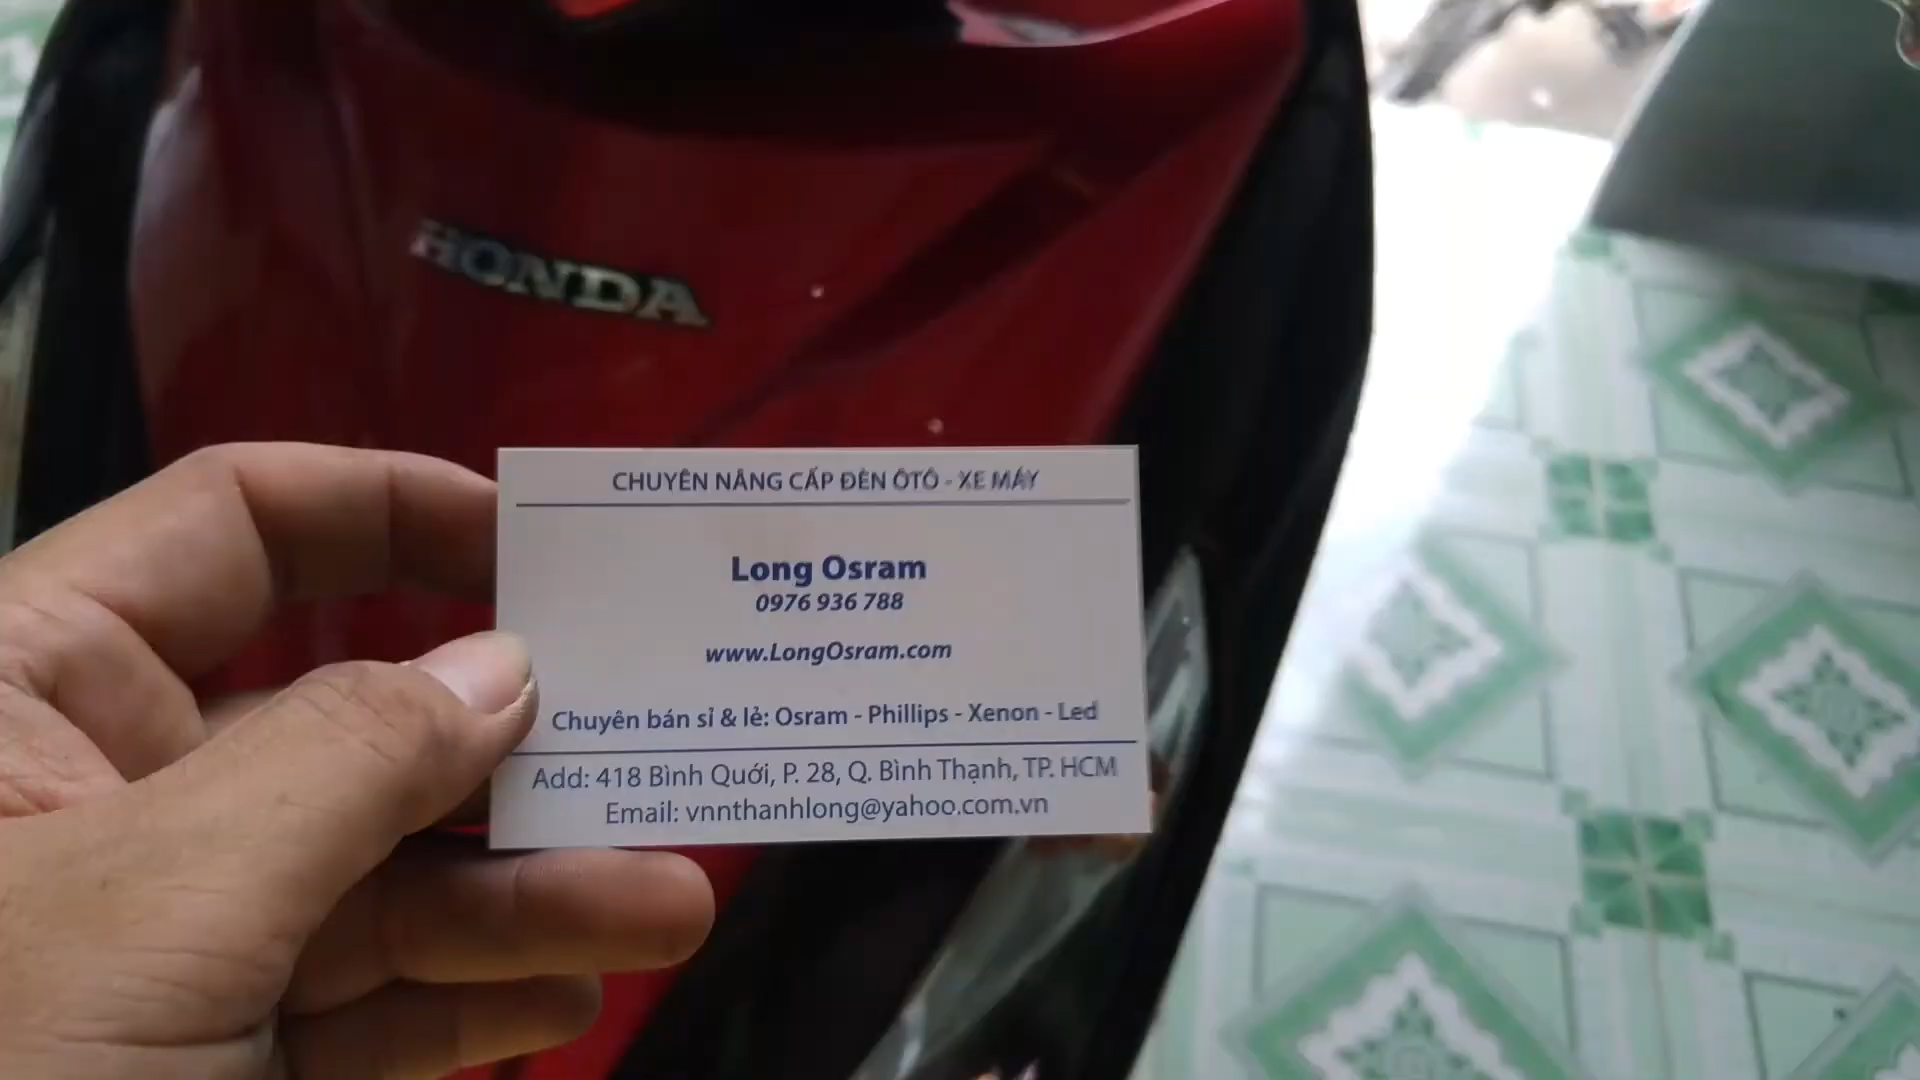 HONDA
CHUYÊN NÂNG CẤP ĐÈN ÔTÔ - XE MÁY
Long Osram
0976 936 788
www.LongOsram.com
Chuyên bán sỉ & lẻ: Osram - Phillips - Xenon - Led
Add: 418 Bình Quới, P. 28, Q. Bình Thạnh, TP. HCM
Email: vnnthanhlong@yahoo.com.vn